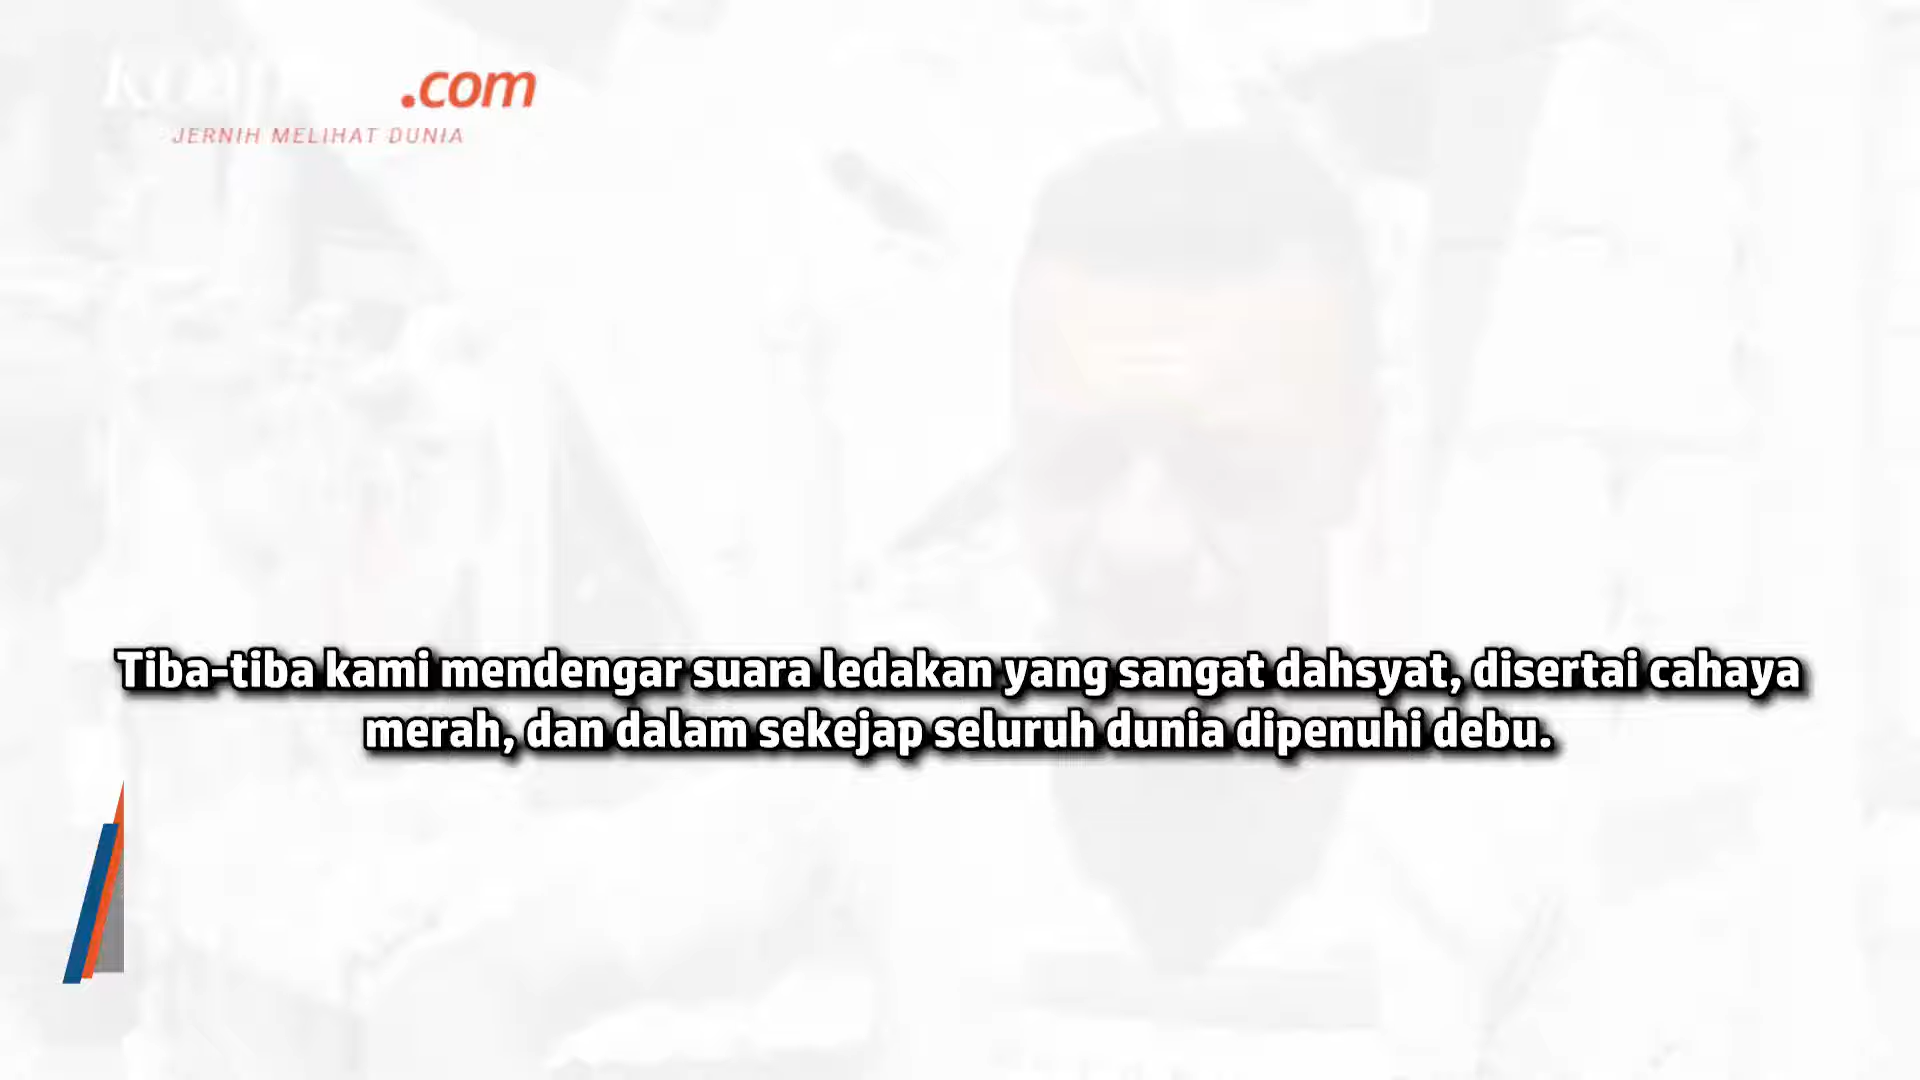 .com
JERNIH MELIHAT DUNIA
Tiba-tiba kami mendengar suara ledakan yang sangat dahsyat, disertai cahaya
merah, dan dalam sekejap seluruh dunia dipenuhi debu.